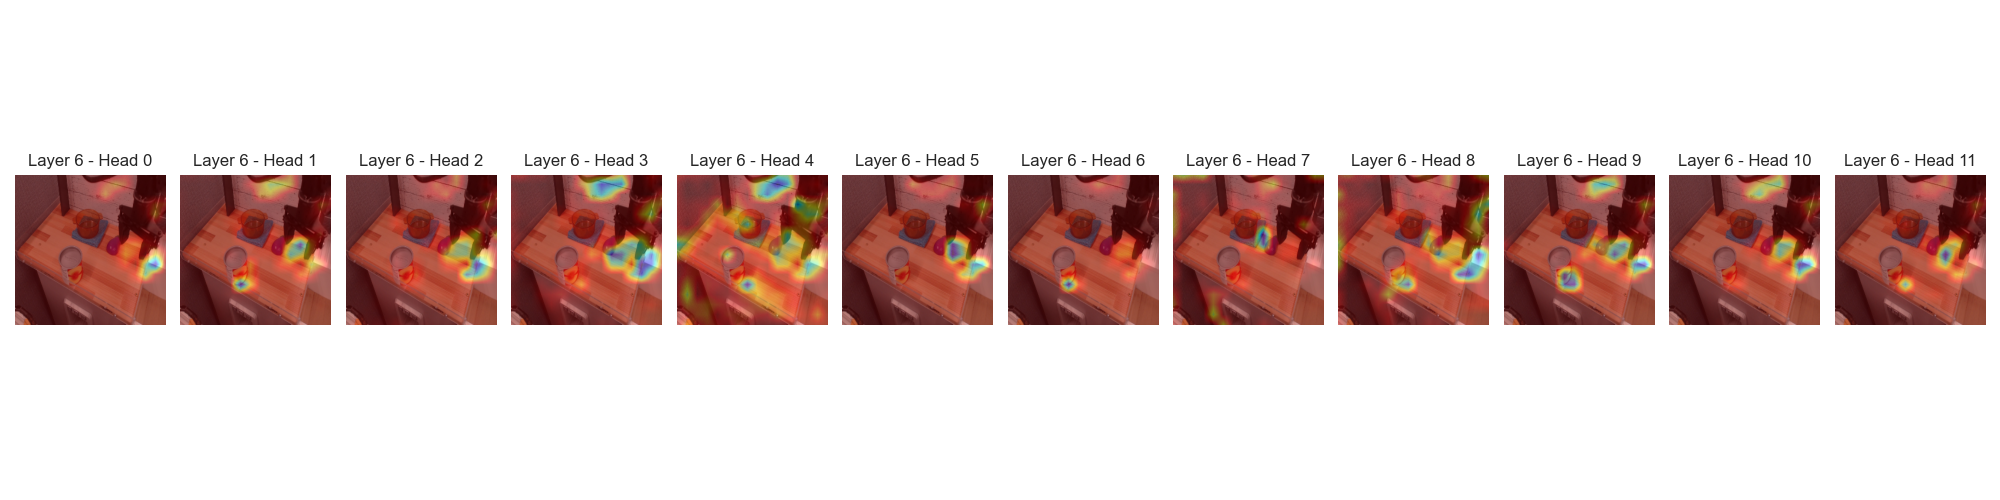 Layer 6 - Head 0
Layer 6 - Head 1
Layer 6 - Head 2
Layer 6 - Head 3
Layer 6 - Head 4
Layer 6 - Head 5
Layer 6 - Head 6
Layer 6 - Head 7
Layer 6 - Head 8
Layer 6 - Head 9
Layer 6 - Head 10
Layer 6 - Head 11